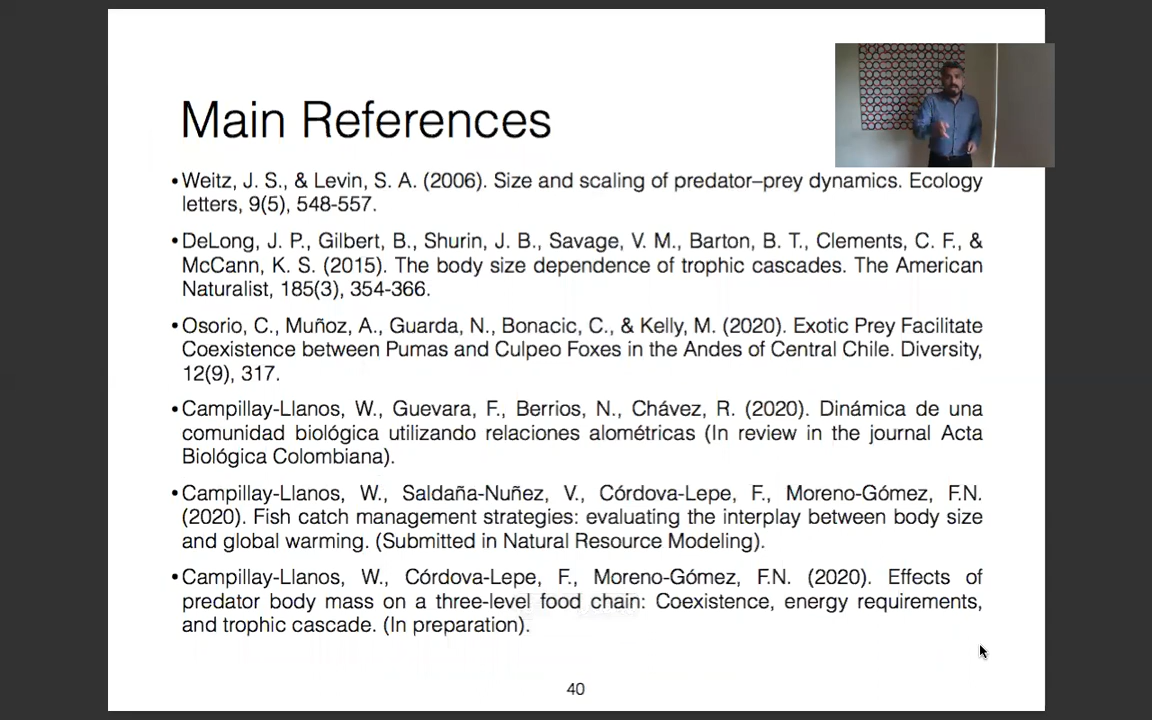 Main References
•Weitz, J. S., & Levin, S. A. (2006). Size and scaling of predator–prey dynamics. Ecology
letters, 9(5), 548-557.
•DeLong, J. P., Gilbert, B., Shurin, J. B., Savage, V. M., Barton, B. T., Clements, C. F., &
McCann, K. S. (2015). The body size dependence of trophic cascades. The American
Naturalist, 185(3), 354-366.
•Osorio, C., Muñoz, A., Guarda, N., Bonacic, C., & Kelly, M. (2020). Exotic Prey Facilitate
Coexistence between Pumas and Culpeo Foxes in the Andes of Central Chile. Diversity,
12(9), 317.
•Campillay-Llanos, W., Guevara, F., Berrios, N., Chávez, R. (2020). Dinámica de una
comunidad biológica utilizando relaciones alométricas (In review in the journal Acta
Biológica Colombiana).
•Campillay-Llanos, W., Saldaña-Nuñez, V., Córdova-Lepe, F., Moreno-Gómez, F.N.
(2020). Fish catch management strategies: evaluating the interplay between body size
and global warming. (Submitted in Natural Resource Modeling).
•Campillay-Llanos, W., Córdova-Lepe, F., Moreno-Gómez, F.N. (2020). Effects of
predator body mass on a three-level food chain: Coexistence, energy requirements,
and trophic cascade. (In preparation).
40